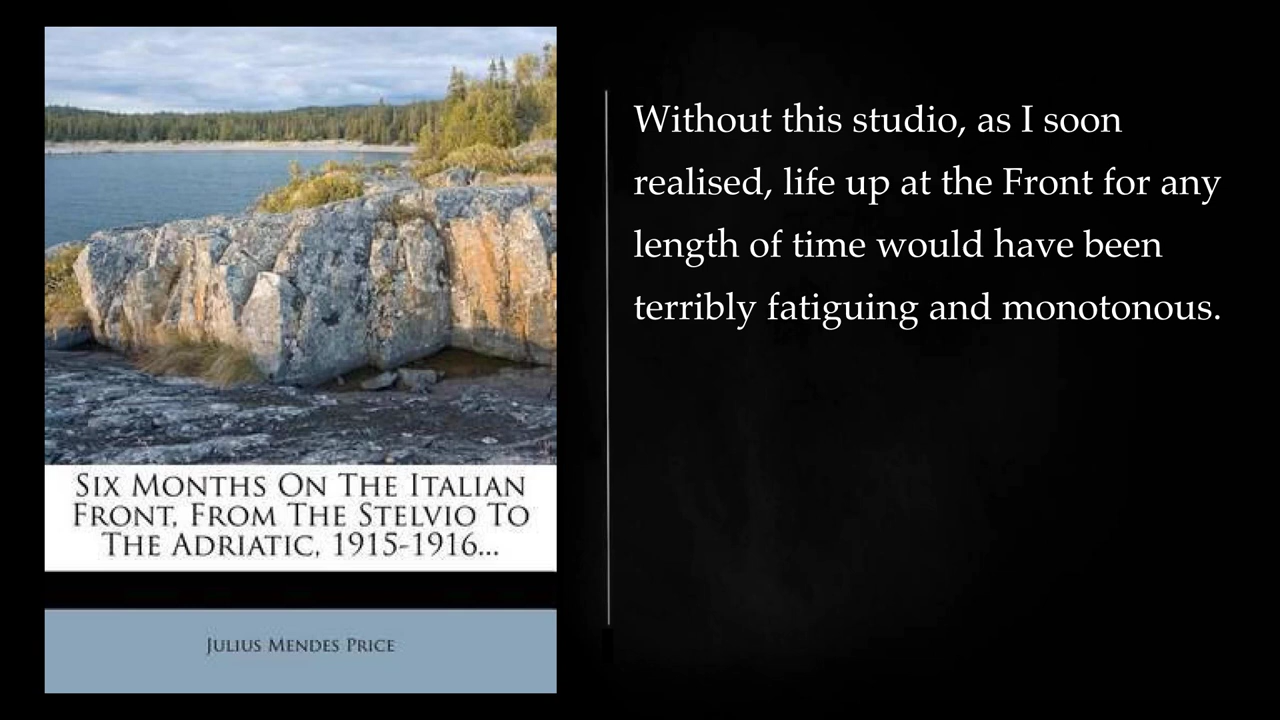 Six Months On The Italian
Front, From The Stelvio To
The Adriatic, 1915-1916...
Julius Mendes Price
Without this studio, as I soon
realised, life up at the Front for any
length of time would have been
terribly fatiguing and monotonous.